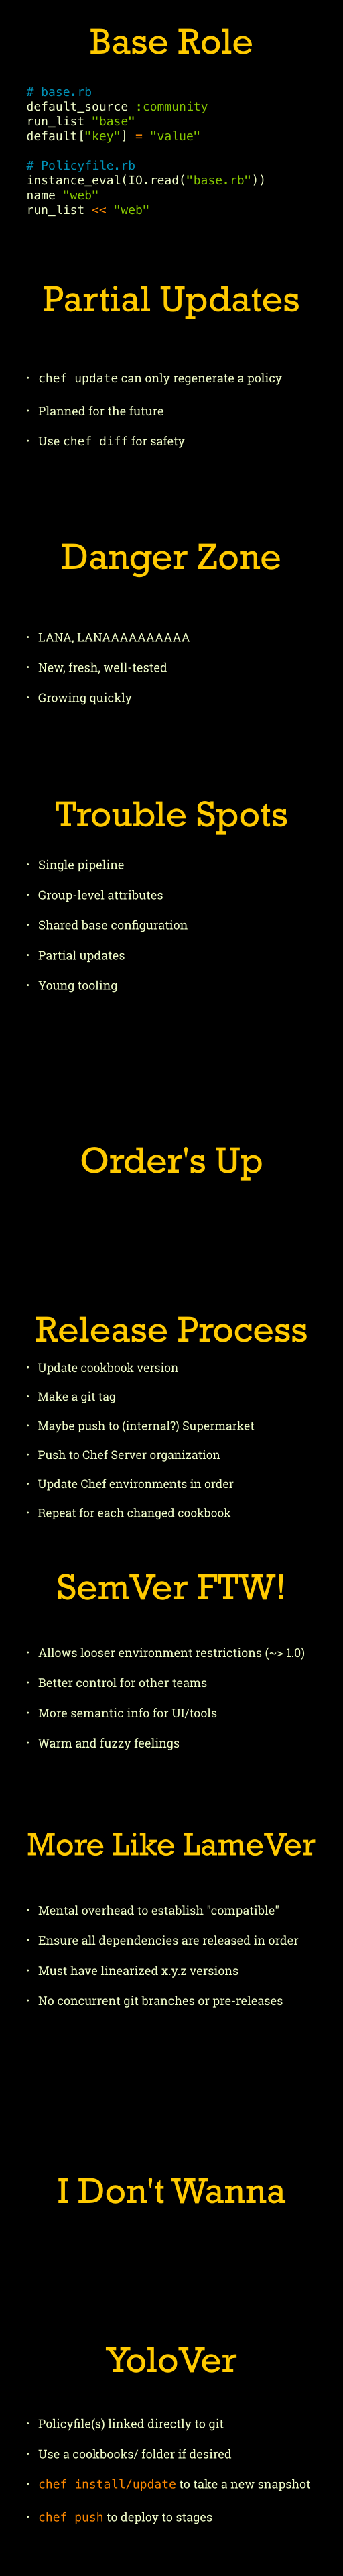 Base Role
# base.rb
default_source :community
run_list "base"
default["key"] = "value"
# Policyfile.rb
instance_eval(IO.read("base.rb"))
name "web"
run_list << "web"
Partial Updates
• chef update can only regenerate a policy
• Planned for the future
• Use chef diff for safety
Danger Zone
• LANA, LANAAAAAAAAAA
• New, fresh, well-tested
• Growing quickly
Trouble Spots
• Single pipeline
• Group-level attributes
• Shared base configuration
• Partial updates
• Young tooling
Order's Up
Release Process
• Update cookbook version
• Make a git tag
• Maybe push to (internal?) Supermarket
• Push to Chef Server organization
• Update Chef environments in order
• Repeat for each changed cookbook
SemVer FTW!
• Allows looser environment restrictions (~> 1.0)
• Better control for other teams
• More semantic info for UI/tools
• Warm and fuzzy feelings
More Like LameVer
• Mental overhead to establish "compatible"
• Ensure all dependencies are released in order
• Must have linearized x.y.z versions
• No concurrent git branches or pre-releases
I Don't Wanna
YoloVer
• Policyfile(s) linked directly to git
• Use a cookbooks/ folder if desired
• chef install/update to take a new snapshot
• chef push to deploy to stages